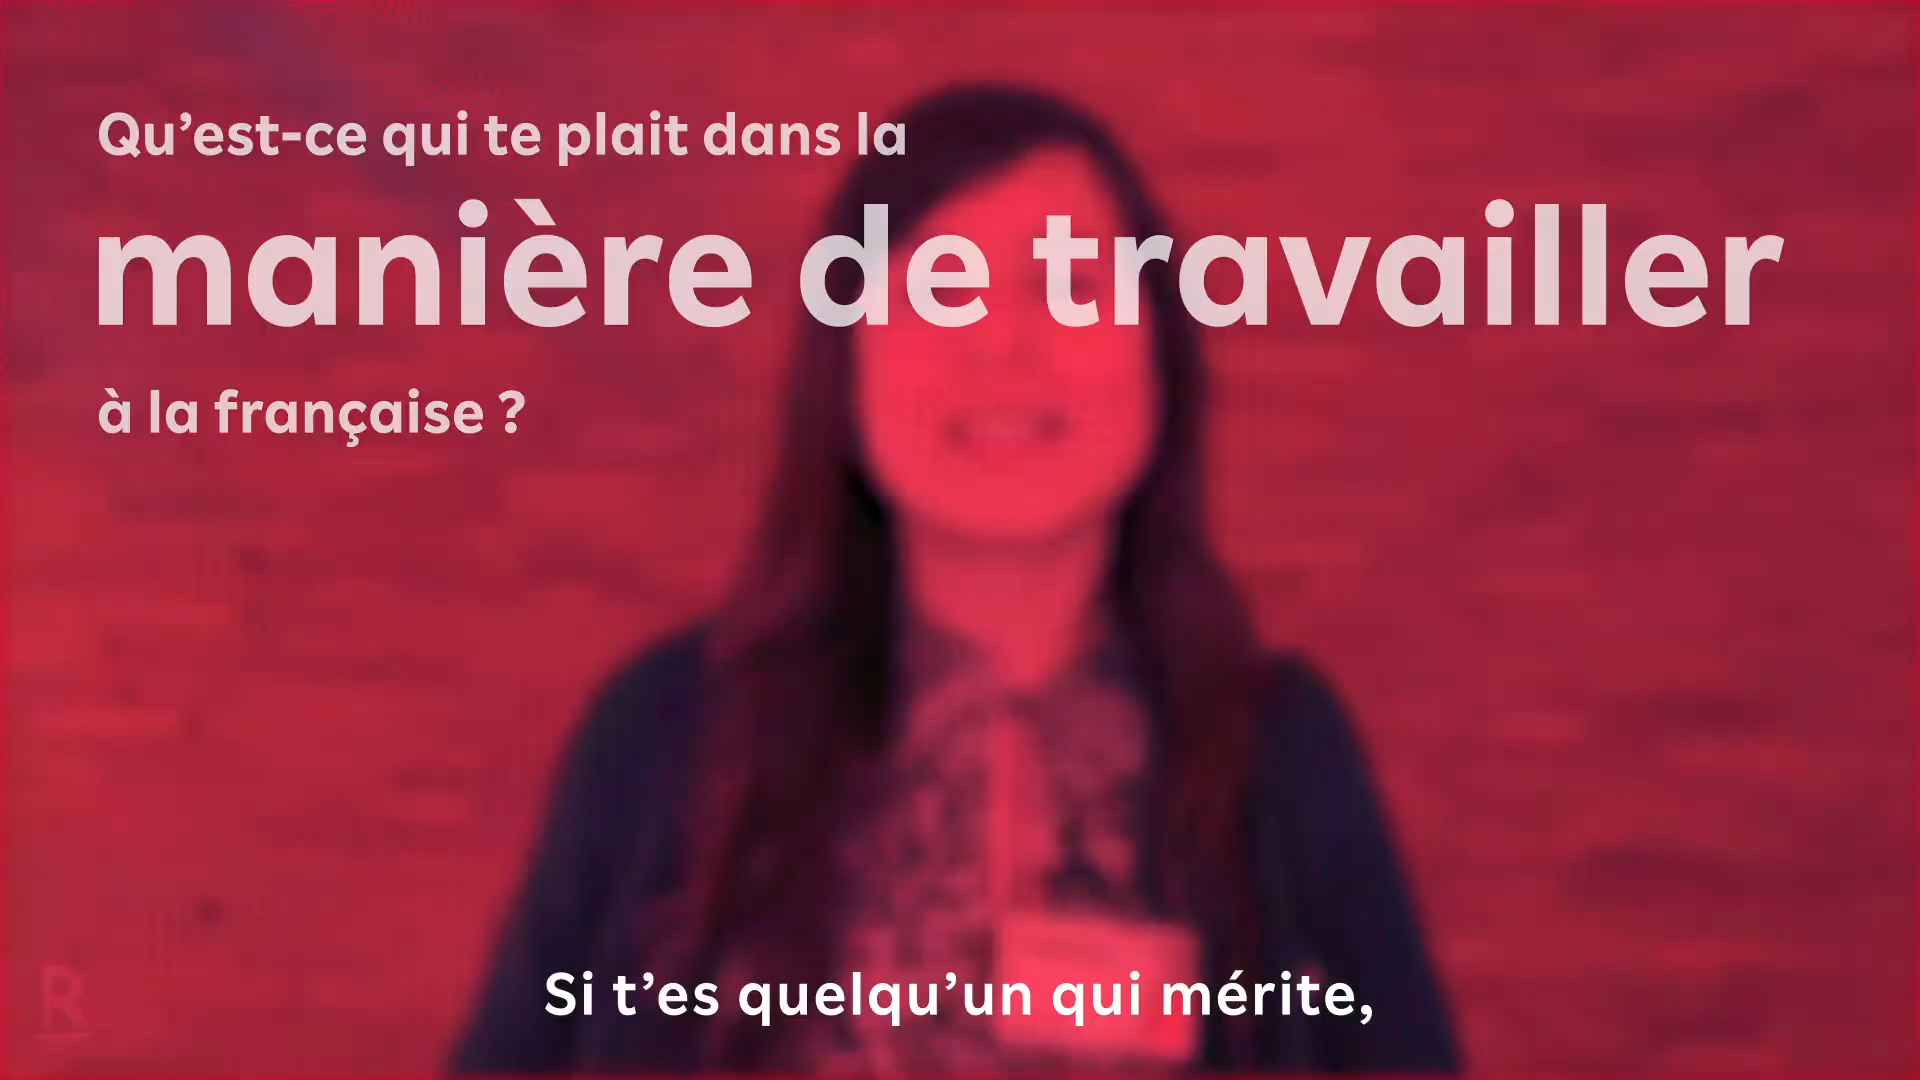 Qu’est-ce qui te plait dans la
manière de travailler
à la française ?
Si t’es quelqu’un qui mérite,
R